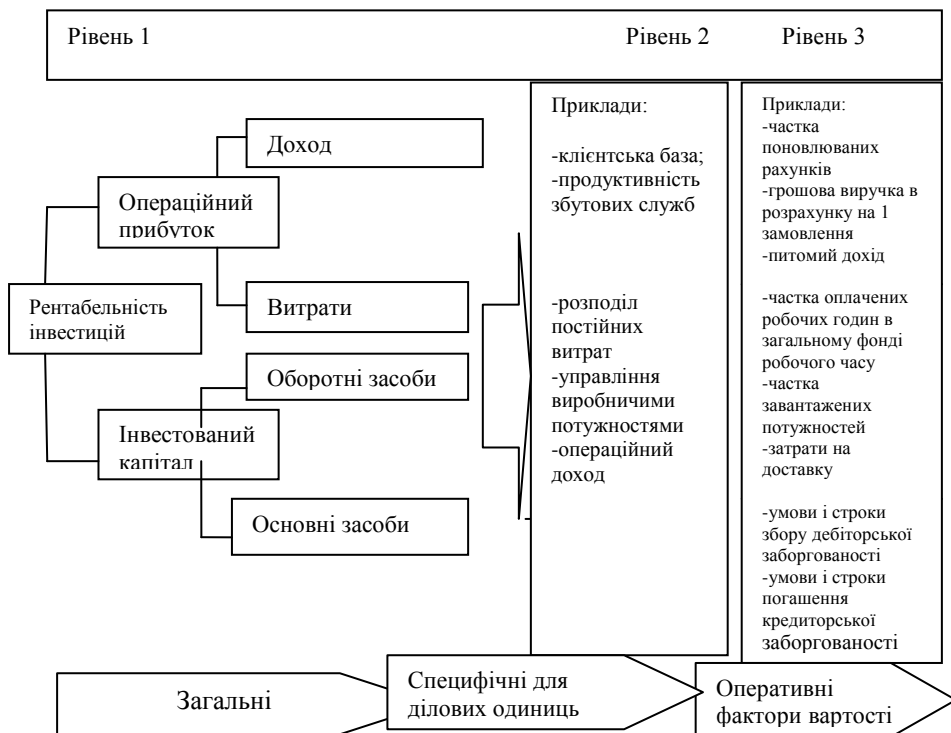 Рівень 1 Рівень 2 Рівень 3
Доход
Операційний
прибуток
Витрати
Рентабельність
інвестицій
Оборотні засоби
Інвестований
капітал
Основні засоби
Приклади:
-клієнтська база;
-продуктивність
збутових служб
-розподіл
постійних
витрат
-управління
виробничими
потужностями
-операційний
доход
Приклади:
-частка
поновлюваних
рахунків
-грошова виручка в
розрахунку на 1
замовлення
-питомий дохід
-частка оплачених
робочих годин в
загальному фонді
робочого часу
-частка
завантажених
потужностей
-затрати на
доставку
-умови і строки
збору дебіторської
заборгованості
-умови і строки
погашення
кредиторської
заборгованості
Загальні
Специфічні для
ділових одиниць
Оперативні
фактори вартості